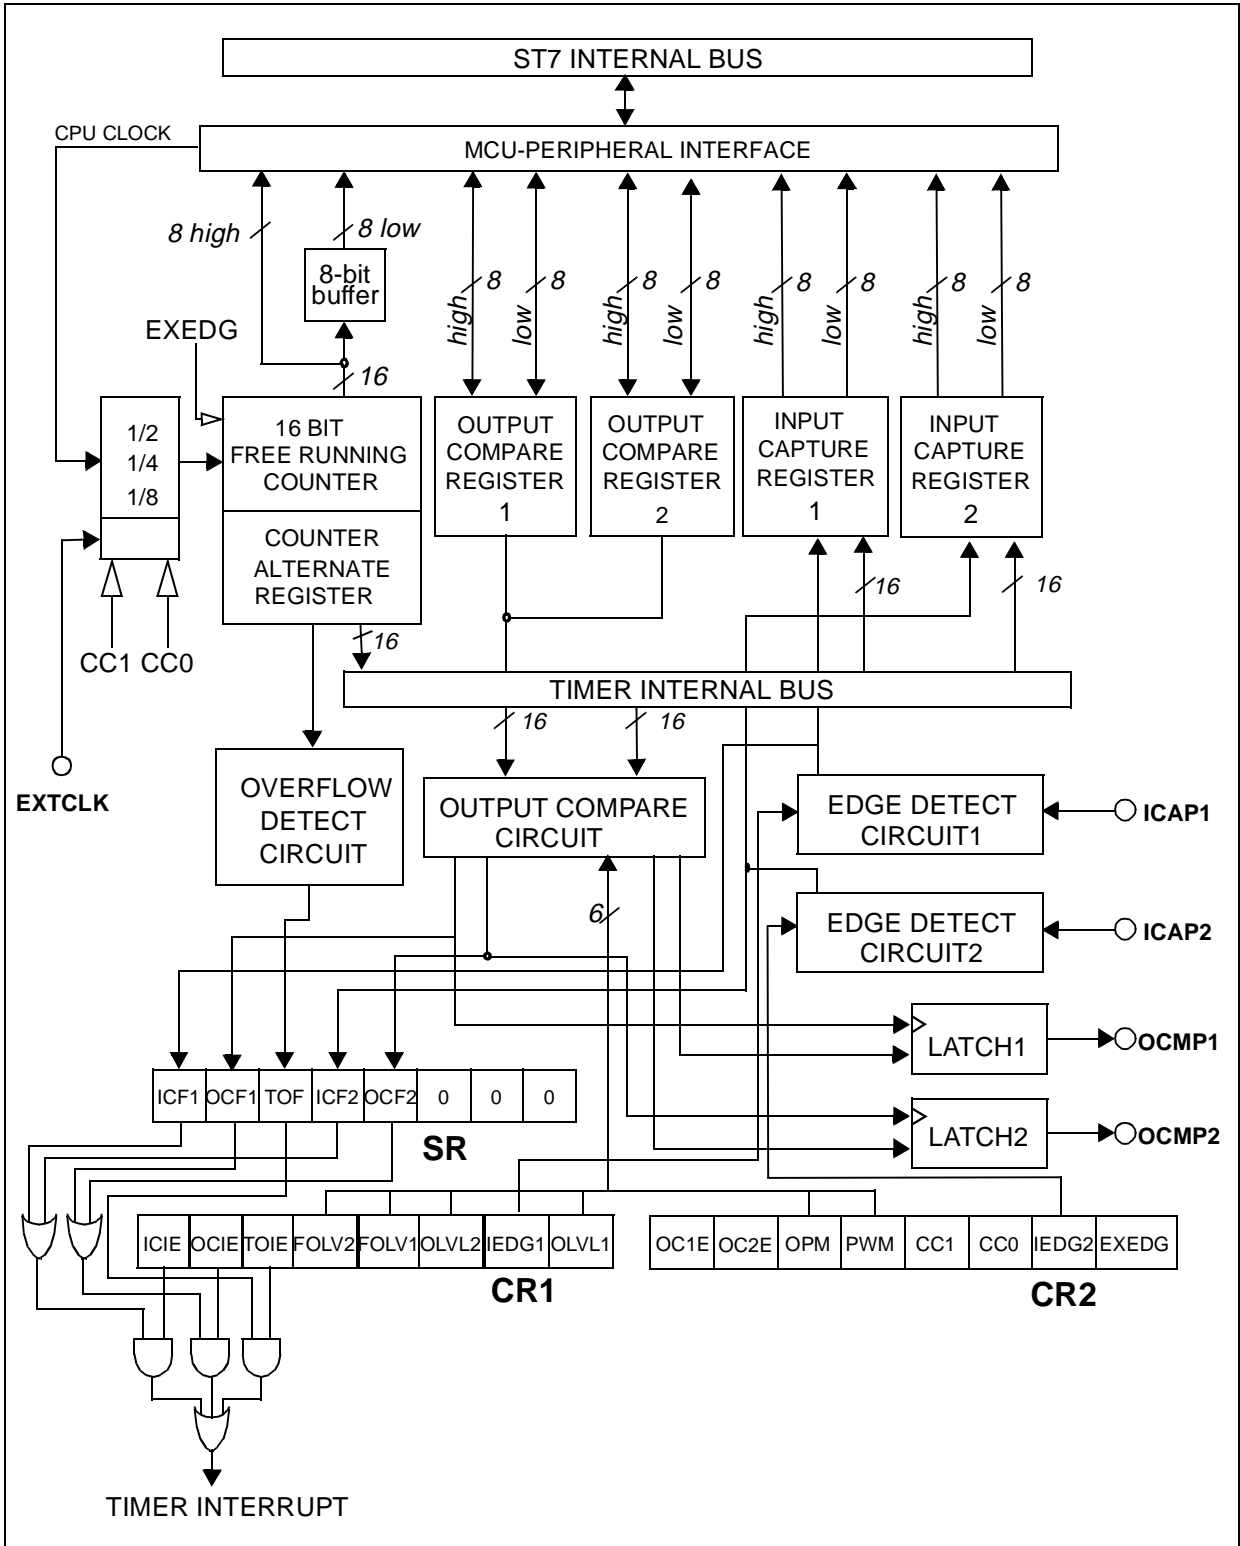 ST7 INTERNAL BUS
CPU CLOCK
MCU-PERIPHERAL INTERFACE
8 high
8 low
8-bit
buffer
high
8
low
8
high
8
low
8
high
8
low
8
high
8
low
8
EXEDG
16
1/2
1/4
1/8
16 BIT
FREE RUNNING
COUNTER
OUTPUT
COMPARE
REGISTER
1
OUTPUT
COMPARE
REGISTER
2
INPUT
CAPTURE
REGISTER
1
INPUT
CAPTURE
REGISTER
2
COUNTER
ALTERNATE
REGISTER
16
16
CC1 CC0
16
TIMER INTERNAL BUS
16
16
EXTCLK
OVERFLOW
DETECT
CIRCUIT
OUTPUT COMPARE
CIRCUIT
EDGE DETECT
CIRCUIT1
ICAP1
6
EDGE DETECT
CIRCUIT2
ICAP2
LATCH1
OCMP1
ICF1 OCF1 TOF ICF2 OCF2 0 0 0
SR
LATCH2
OCMP2
ICIE OCIE TOIE FOLV2 FOLV1 OLVL2 IEDG1 OLVL1
CR1
OC1E OC2E OPM PWM CC1 CC0 IEDG2 EXEDG
CR2
TIMER INTERRUPT